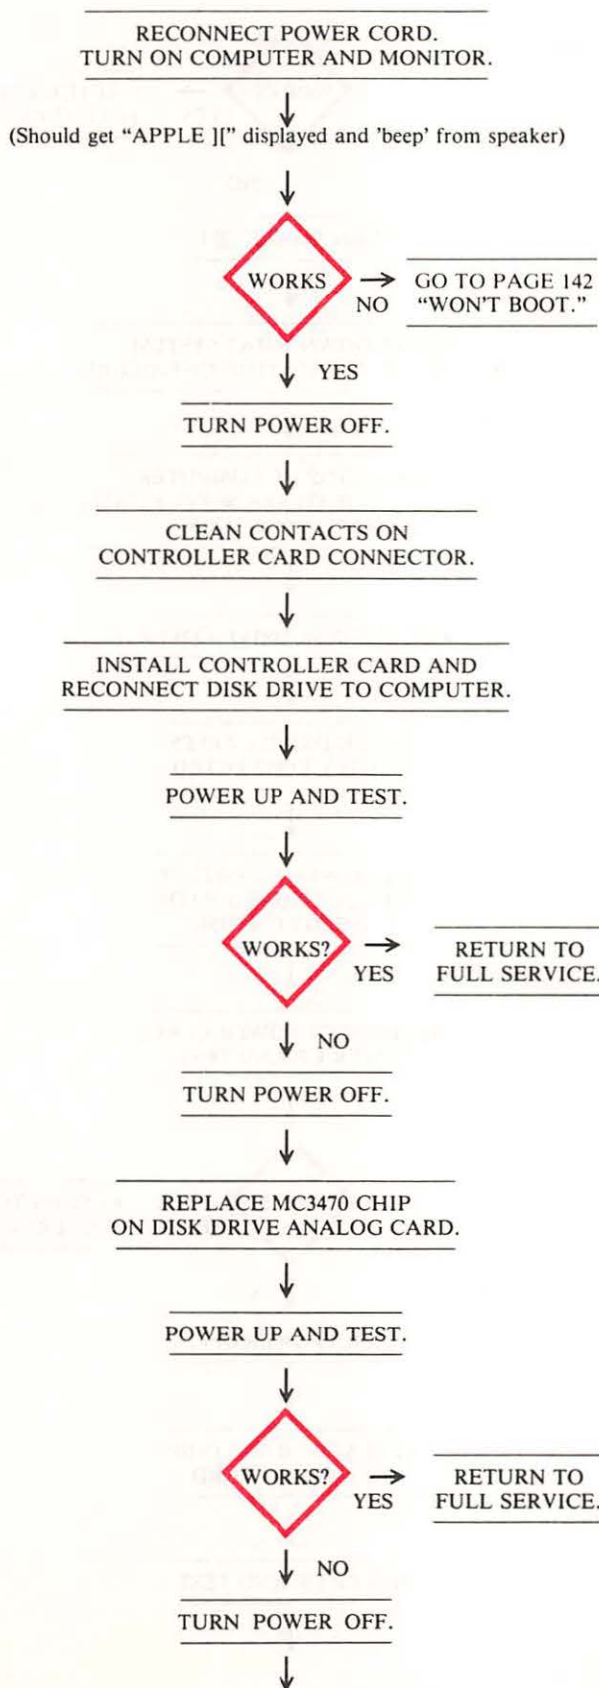 RECONNECT POWER CORD.
TURN ON COMPUTER AND MONITOR.
(Should get “APPLE ][” displayed and 'beep' from speaker)
WORKS
NO
GO TO PAGE 142
“WON'T BOOT.”
YES
TURN POWER OFF.
CLEAN CONTACTS ON
CONTROLLER CARD CONNECTOR.
INSTALL CONTROLLER CARD AND
RECONNECT DISK DRIVE TO COMPUTER.
POWER UP AND TEST.
WORKS?
YES
RETURN TO
FULL SERVICE.
NO
TURN POWER OFF.
REPLACE MC3470 CHIP
ON DISK DRIVE ANALOG CARD.
POWER UP AND TEST.
WORKS?
YES
RETURN TO
FULL SERVICE.
NO
TURN POWER OFF.